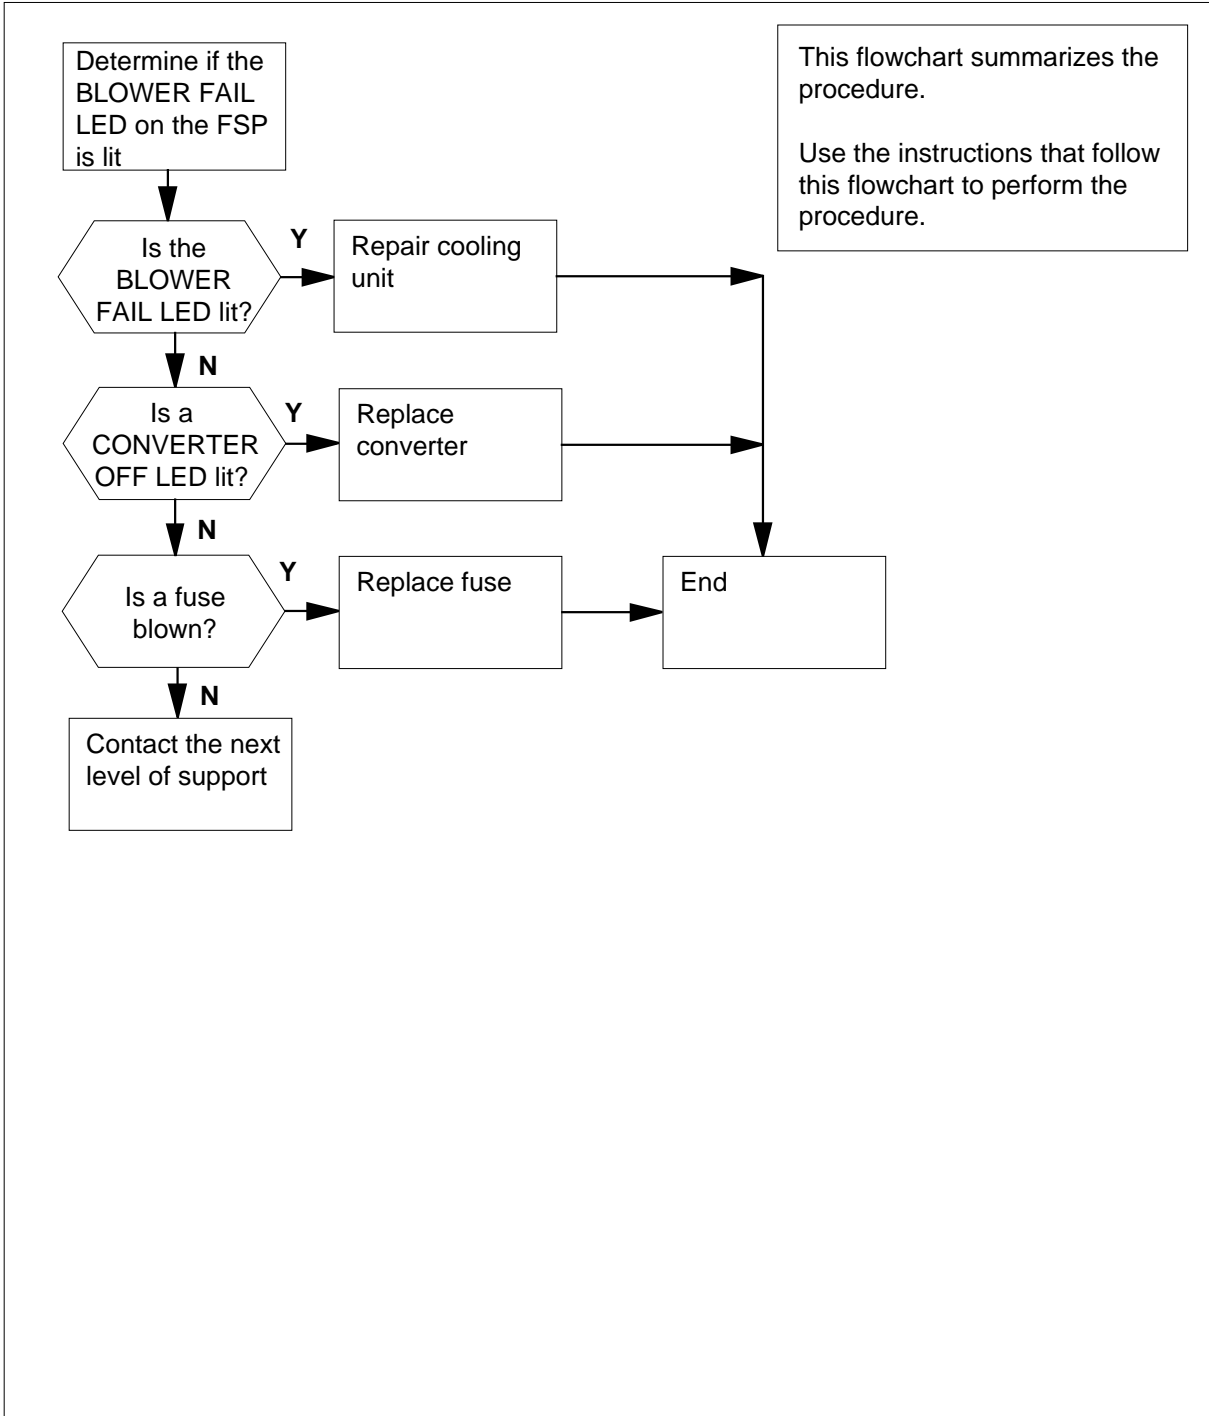 Determine if the
BLOWER FAIL
LED on the FSP
is lit
This flowchart summarizes the
procedure.
Use the instructions that follow
this flowchart to perform the
procedure.
Is the
BLOWER
FAIL LED lit?
Y
Repair cooling
unit
N
Is a
CONVERTER
OFF LED lit?
Y
Replace
converter
N
Is a fuse
blown?
Y
Replace fuse
End
N
Contact the next
level of support